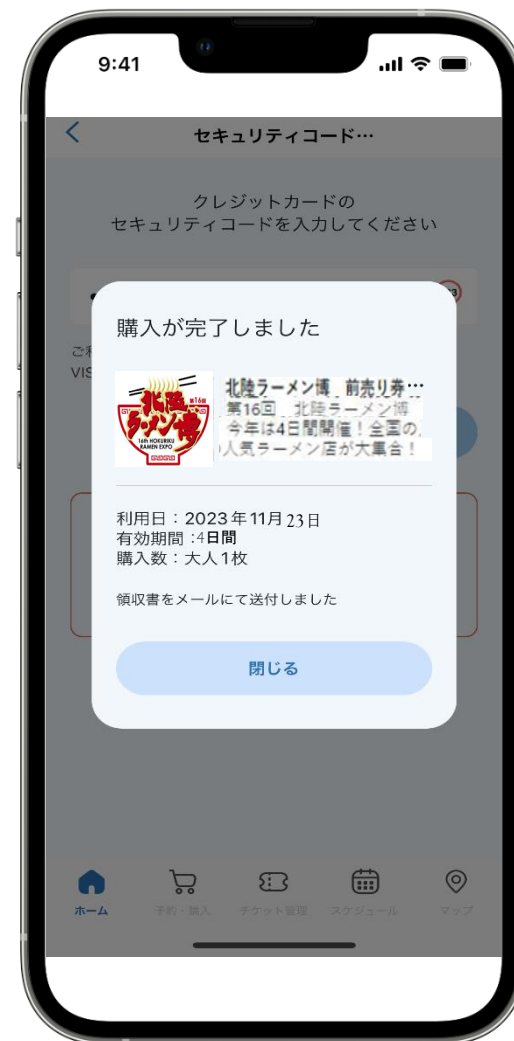 9:41
セキュリティコード…
クレジットカードの
セキュリティコードを入力してください
ご利
VIS
購入が完了しました
北陸
第16回
ラーメン博
16th HOKURIKU
RAMEN EXPO
北陸ラーメン博 前売り券…
第16回 北陸ラーメン博
今年は4日間開催！全国の
人気ラーメン店が大集合！
利用日：2023年11月23日
有効期間：4日間
購入数：大人1枚
領収書をメールにて送付しました
閉じる
ホーム
予約・購入
チケット管理
スケジュール
マップ